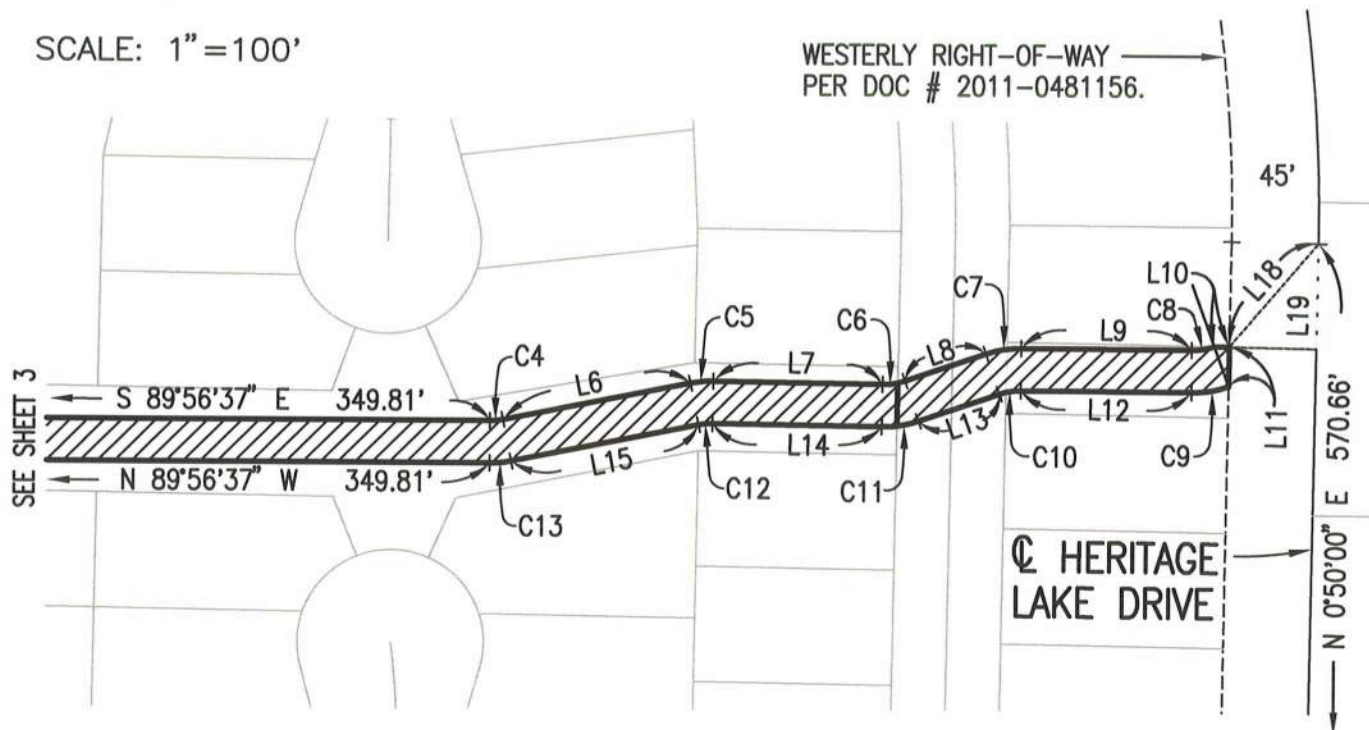 SCALE: 1"=100'
WESTERLY RIGHT-OF-WAY
PER DOC # 2011-0481156.
45'
L18
L19
L10
C8
C7
C6
C5
C4
L6
L7
L8
L9
L11
SEE SHEET 3
S 89°56'37" E 349.81'
N 89°56'37" W 349.81'
C13
L15
C12
L14
C11
L13
C10
L12
C9
N 0°50'00" E 570.66'
℄ HERITAGE
LAKE DRIVE